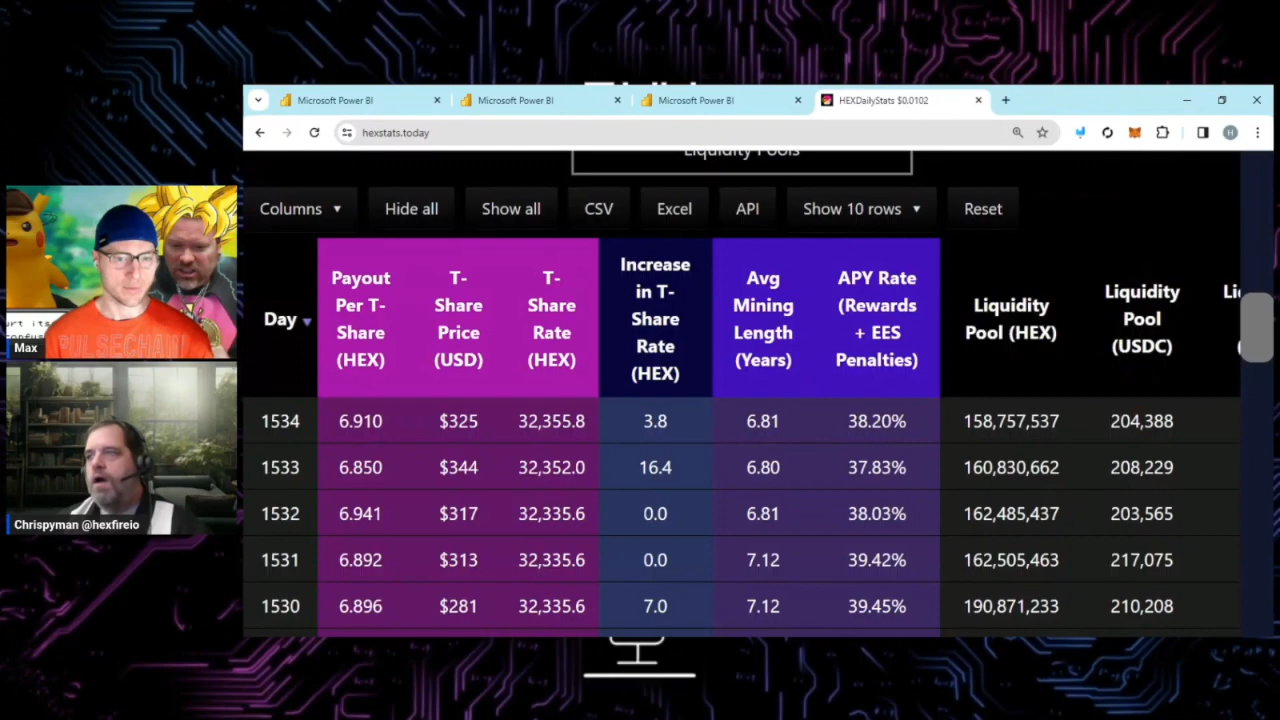 Microsoft Power BI
Microsoft Power BI
Microsoft Power BI
HEXDailyStats $0.0102
hexstats.today
H
Liquidity Pools
Columns ▼ Hide all Show all CSV Excel API Show 10 rows ▼ Reset
Day ▼
Payout
Per T-
Share
(HEX)
T-
Share
Price
(USD)
T-
Share
Rate
(HEX)
Increase
in T-
Share
Rate
(HEX)
Avg
Mining
Length
(Years)
APY Rate
(Rewards
+ EES
Penalties)
Liquidity
Pool (HEX)
Liquidity
Pool
(USDC)
1534 6.910 $325 32,355.8 3.8 6.81 38.20% 158,757,537 204,388
1533 6.850 $344 32,352.0 16.4 6.80 37.83% 160,830,662 208,229
1532 6.941 $317 32,335.6 0.0 6.81 38.03% 162,485,437 203,565
1531 6.892 $313 32,335.6 0.0 7.12 39.42% 162,505,463 217,075
1530 6.896 $281 32,335.6 7.0 7.12 39.45% 190,871,233 210,208
PULSECHAIN
Max
Chrispyman @hexfireio